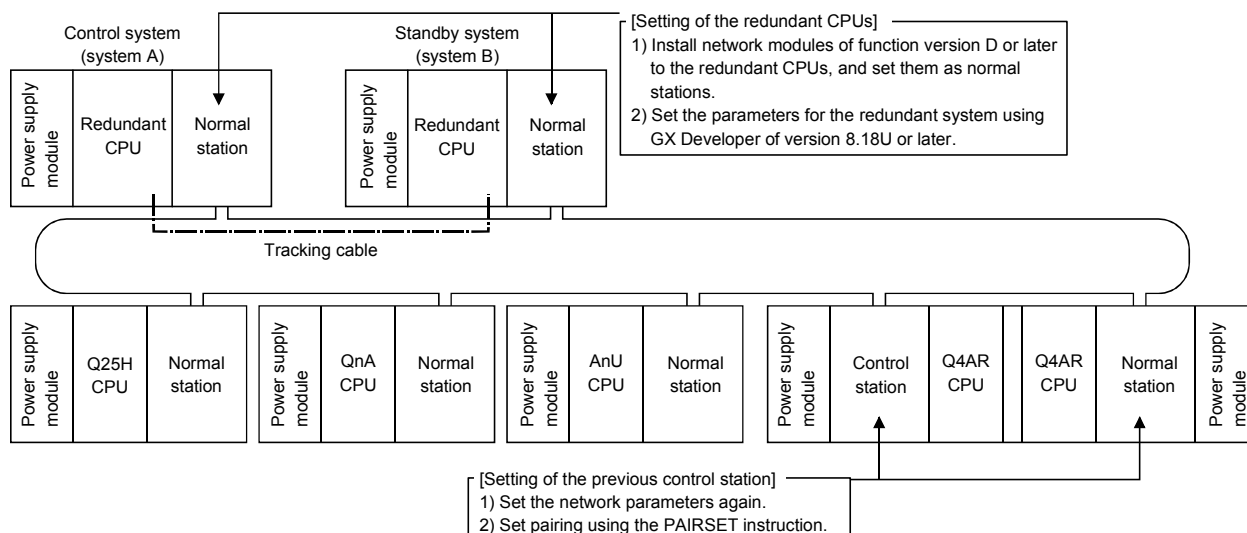 Control system
(system A)
Standby system
(system B)
[Setting of the redundant CPUs]
1) Install network modules of function version D or later
to the redundant CPUs, and set them as normal
stations.
2) Set the parameters for the redundant system using
GX Developer of version 8.18U or later.
Power supply
module
Redundant
CPU
Normal
station
Power supply
module
Redundant
CPU
Normal
station
Tracking cable
Power supply
module
Q25H
CPU
Normal
station
Power supply
module
QnA
CPU
Normal
station
Power supply
module
AnU
CPU
Normal
station
Power supply
module
Control
station
Q4AR
CPU
Q4AR
CPU
Normal
station
Power supply
module
[Setting of the previous control station]
1) Set the network parameters again.
2) Set pairing using the PAIRSET instruction.